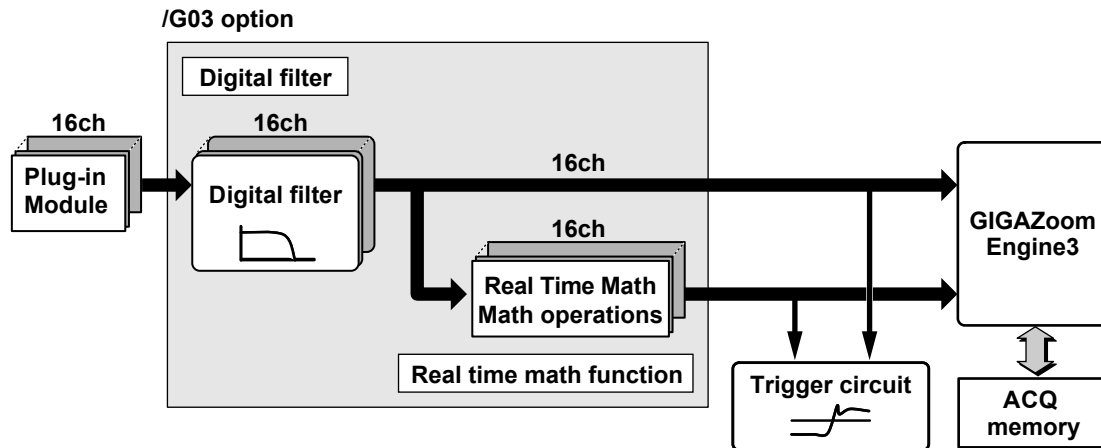 /G03 option
Digital filter
16ch
16ch
Plug-in
Module
Digital filter
16ch
16ch
Real Time Math
Math operations
GIGAZoom
Engine3
Real time math function
Trigger circuit
ACQ
memory